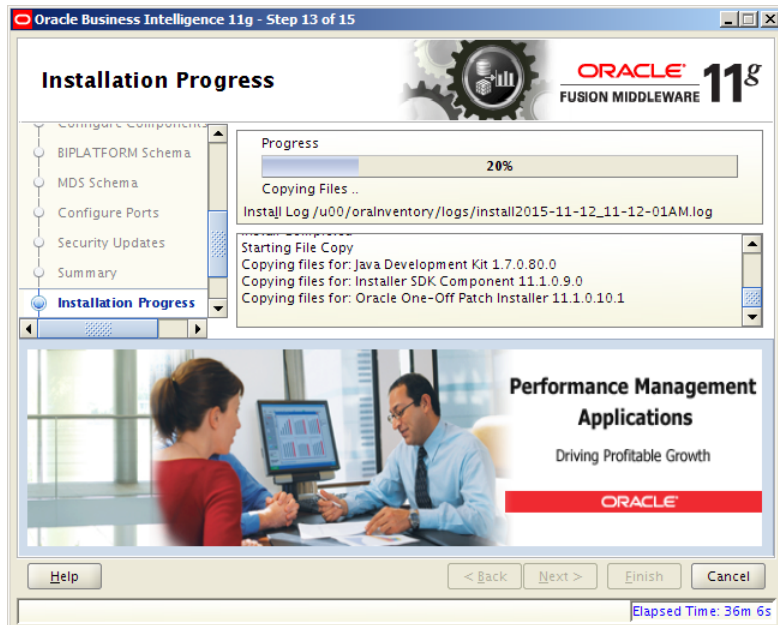 Oracle Business Intelligence 11g - Step 13 of 15
Installation Progress
ORACLE
FUSION MIDDLEWARE 11g
Configure Components
BIPLATFORM Schema
MDS Schema
Configure Ports
Security Updates
Summary
Installation Progress
Progress
20%
Copying Files ..
Install Log /u00/oraInventory/logs/install2015-11-12_11-12-01AM.log
Install Completed
Starting File Copy
Copying files for: Java Development Kit 1.7.0.80.0
Copying files for: Installer SDK Component 11.1.0.9.0
Copying files for: Oracle One-Off Patch Installer 11.1.0.10.1
Performance Management
Applications
Driving Profitable Growth
ORACLE
Help
< Back
Next >
Finish
Cancel
Elapsed Time: 36m 6s